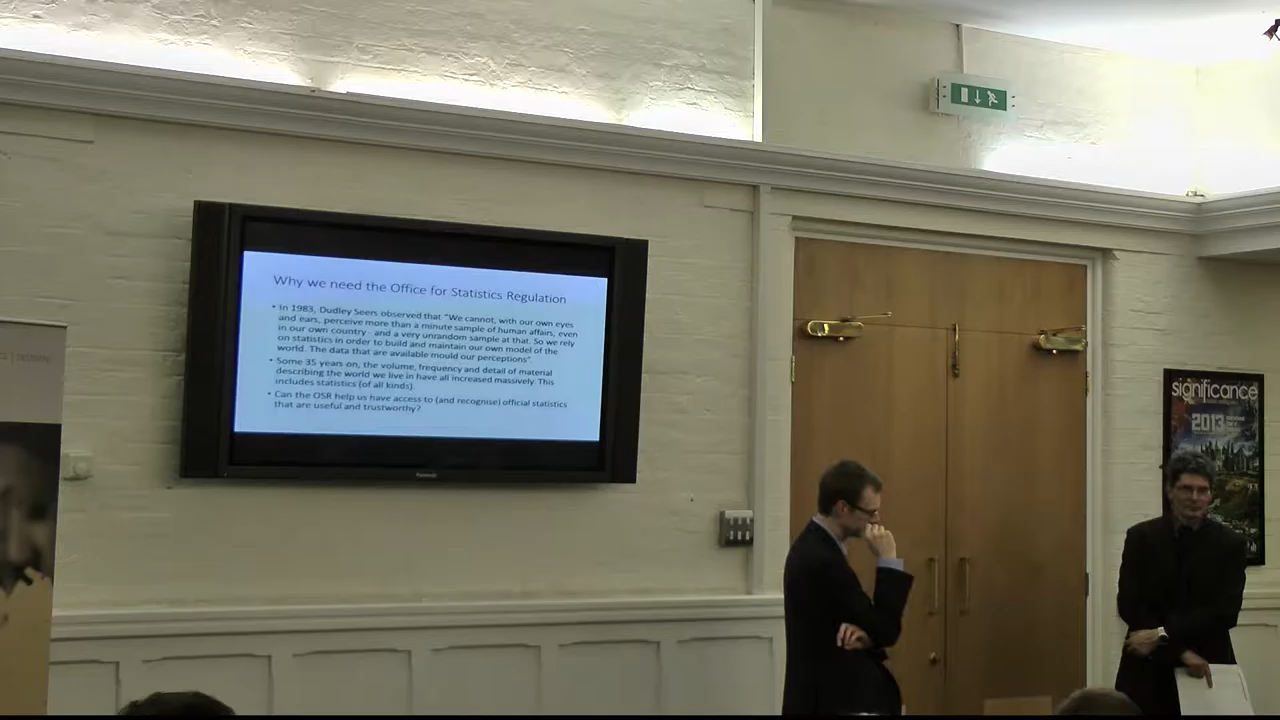 Why we need the Office for Statistics Regulation
• In 1983, Dudley Seers observed that "We cannot, with our own eyes
and ears, perceive more than a minute sample of human affairs, even
in our own country - and a very unrandom sample at that. So we rely
on statistics in order to build and maintain our own model of the
world. The data that are available mould our perceptions"
• Some 35 years on, the volume, frequency and detail of material
describing the world we live in have all increased massively. This
includes statistics (of all kinds).
• Can the OSR help us have access to (and recognise) official statistics
that are useful and trustworthy?
Panasonic
significance
2013